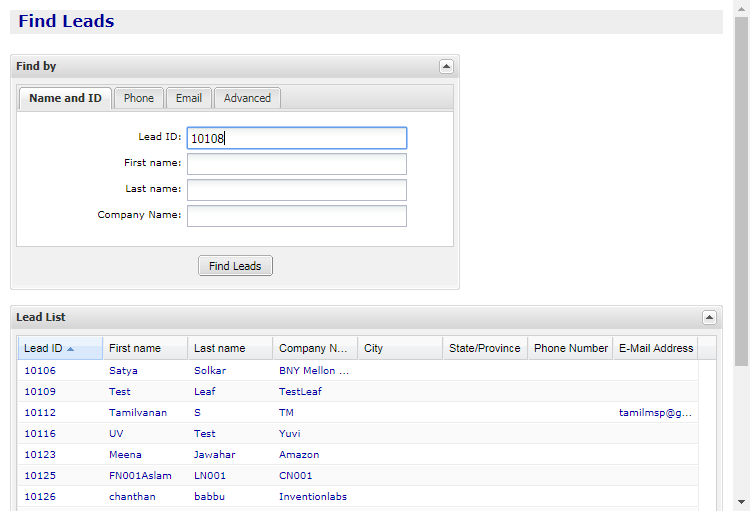 Find Leads
Find by
Name and ID Phone Email Advanced
Lead ID: 10108
First name:
Last name:
Company Name:
Find Leads
Lead List
Lead ID First name Last name Company N... City State/Province Phone Number E-Mail Address
10106 Satya Solkar BNY Mellon ...
10109 Test Leaf TestLeaf
10112 Tamilvanan S TM tamilmsp@g...
10116 UV Test Yuvi
10123 Meena Jawahar Amazon
10125 FN001Aslam LN001 CN001
10126 chanthan babbu Inventionlabs